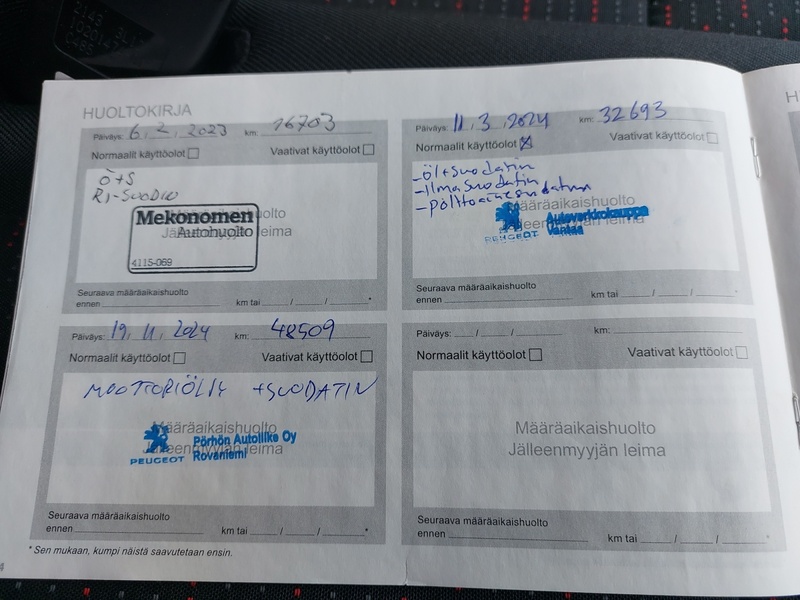 HUOLTOKIRJA
Päiväys: 6, 2, 2023 km: 16703
Normaalit käyttöolot Vaativat käyttöolot
Ö+S
RI-SUODIN
Mekonomen
Autohuolto
4115-069
Jälleenmyyjän leima
Seuraava määräaikaishuolto
ennen km tai / / *
Päiväys: 11, 3, 2024 km: 32693
Normaalit käyttöolot Vaativat käyttöolot
-öl+suodatin
-Ilmasuodatin
-polttoainesuodatin
Määräaikaishuolto
Jälleenmyyjän leima
PEUGEOT
Autoverkkokauppa
Vantaa
Seuraava määräaikaishuolto
ennen km tai / / *
Päiväys: 19, 11, 2024 km: 48509
Normaalit käyttöolot Vaativat käyttöolot
MOOTTORIÖLJY +SUODATIN
Määräaikaishuolto
Jälleenmyyjän leima
PEUGEOT
Pörhön Autoliike Oy
Rovaniemi
Seuraava määräaikaishuolto
ennen km tai / / *
Päiväys: / / km:
Normaalit käyttöolot Vaativat käyttöolot
Määräaikaishuolto
Jälleenmyyjän leima
Seuraava määräaikaishuolto
ennen km tai / / *
* Sen mukaan, kumpi näistä saavutetaan ensin.